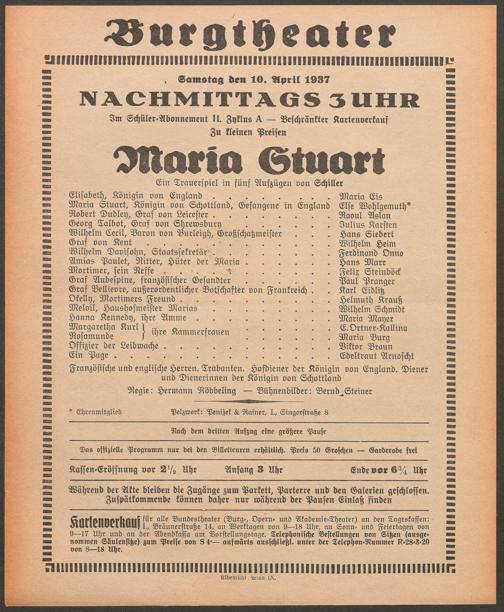 Burgtheater
Samstag den 10. April 1937
NACHMITTAGS 3 UHR
Im Schüler-Abonnement II. Zyklus A — Beschränkter Kartenverkauf
Zu kleinen Preisen
Maria Stuart
Ein Trauerspiel in fünf Aufzügen von Schiller
Elisabeth, Königin von England . . . Maria Eis
Maria Stuart, Königin von Schottland, Gefangene in England Else Wohlgemuth*
Robert Dudley, Graf von Leicester . . . Raoul Aslan
Georg Talbot, Graf von Shrewsbury . . . Julius Karsten
Wilhelm Cecil, Baron von Burleigh, Großschatzmeister . . . Hans Siebert
Graf von Kent . . . Wilhelm Heim
Wilhelm Davison, Staatssekretär . . . Ferdinand Onno
Amias Paulet, Ritter, Hüter der Maria . . . Hans Marr
Mortimer, sein Neffe . . . Felix Steinböck
Graf Aubespine, französischer Gesandter . . . Paul Pranger
Graf Bellievre, außerordentlicher Botschafter von Frankreich . . . Karl Eidlitz
Okelly, Mortimers Freund . . . Helmuth Krauß
Melvil, Haushofmeister Marias . . . Wilhelm Schmidt
Hanna Kennedy, ihre Amme . . . Maria Mayer
Margaretha Kurl } ihre Kammerfrauen . . . C. Ortner-Kallina
Rosamunde . . . Maria Burg
Offizier der Leibwache . . . Viktor Braun
Ein Page . . . Edeltraut Arnoscht
Französische und englische Herren. Trabanten. Hofdiener der Königin von England. Diener
und Dienerinnen der Königin von Schottland
Regie: Hermann Röbbeling — Bühnenbilder: Bernd Steiner
* Ehrenmitglied Pelzwerk: Penizek & Rainer, I., Singerstraße 8
Nach dem dritten Aufzug eine größere Pause
Das offizielle Programm nur bei den Billetteuren erhältlich. Preis 50 Groschen — Garderobe frei
Kassen-Eröffnung vor 2½ Uhr Anfang 3 Uhr Ende vor 6¾ Uhr
Während der Akte bleiben die Zugänge zum Parkett, Parterre und den Galerien geschlossen.
Zuspätkommende können daher nur während der Pausen Einlaß finden
Kartenverkauf für alle Bundestheater (Burg-, Opern- und Akademie-Theater) an den Tageskassen:
I., Bräunerstraße 14, an Werktagen von 9—18 Uhr, an Sonn- und Feiertagen von
9—17 Uhr und an der Abendkassa am Vorstellungstag. Telephonische Bestellungen von Sitzen (ausge-
nommen Säulensitze) zum Preise von S 4·— aufwärts ausschließl. unter der Telephon-Nummer R-28-3-20
von 8—18 Uhr.
Elbemühl Wien IX.